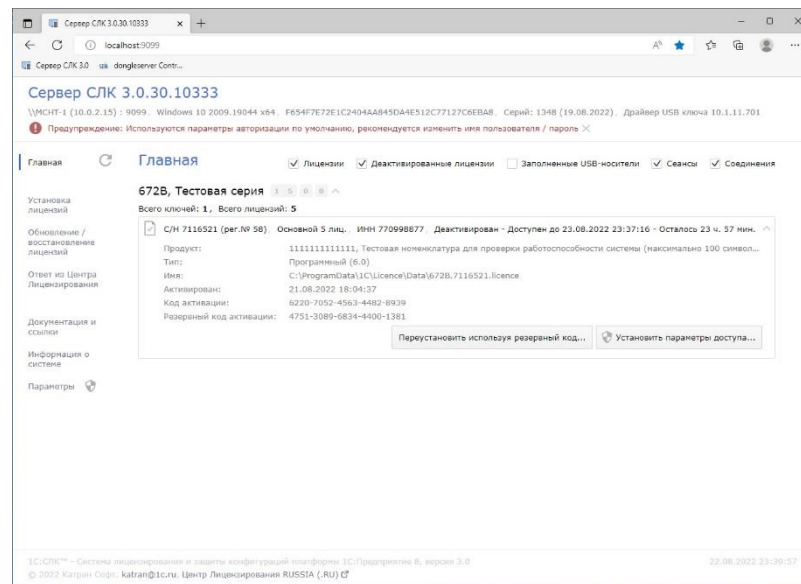 Сервер СЛК 3.0.30.10333
localhost:9099
Сервер СЛК 3.0 dongleserver Contr...
Сервер СЛК 3.0.30.10333
\\МСНТ-1 (10.0.2.15) : 9099, Windows 10 2009.19044 x64, F654F7E72E1C2404AA845DA4E512C77127C6EBA8, Серий: 1348 (19.08.2022), Драйвер USB ключа 10.1.11.701
Предупреждение: Используются параметры авторизации по умолчанию, рекомендуется изменить имя пользователя / пароль
Главная
Установка
лицензий
Обновление /
восстановление
лицензий
Ответ из Центра
Лицензирования
Документация и
ссылки
Информация о
системе
Параметры
Главная
Лицензии Деактивированные лицензии Заполненные USB-носители Сеансы Соединения
672B, Тестовая серия 1 5 0 0
Всего ключей: 1, Всего лицензий: 5
С/Н 7116521 (рег.№ 58), Основной 5 лиц., ИНН 770998877, Деактивирован - Доступен до 23.08.2022 23:37:16 - Осталось 23 ч. 57 мин.
Продукт: 1111111111111, Тестовая номенклатура для проверки работоспособности системы (максимально 100 символ...
Тип: Программный (6.0)
Имя: C:\ProgramData\1C\Licence\Data\672B.7116521.licence
Активирован: 21.08.2022 18:04:37
Код активации: 6220-7052-4563-4482-8939
Резервный код активации: 4751-3089-6834-4400-1381
Переустановить используя резервный код... Установить параметры доступа...
1С:СЛК™ - Система лицензирования и защиты конфигураций платформы 1С:Предприятие 8, версия 3.0 22.08.2022 23:39:57
© 2022 Катран Софт, katran@1c.ru, Центр Лицензирования RUSSIA (.RU)